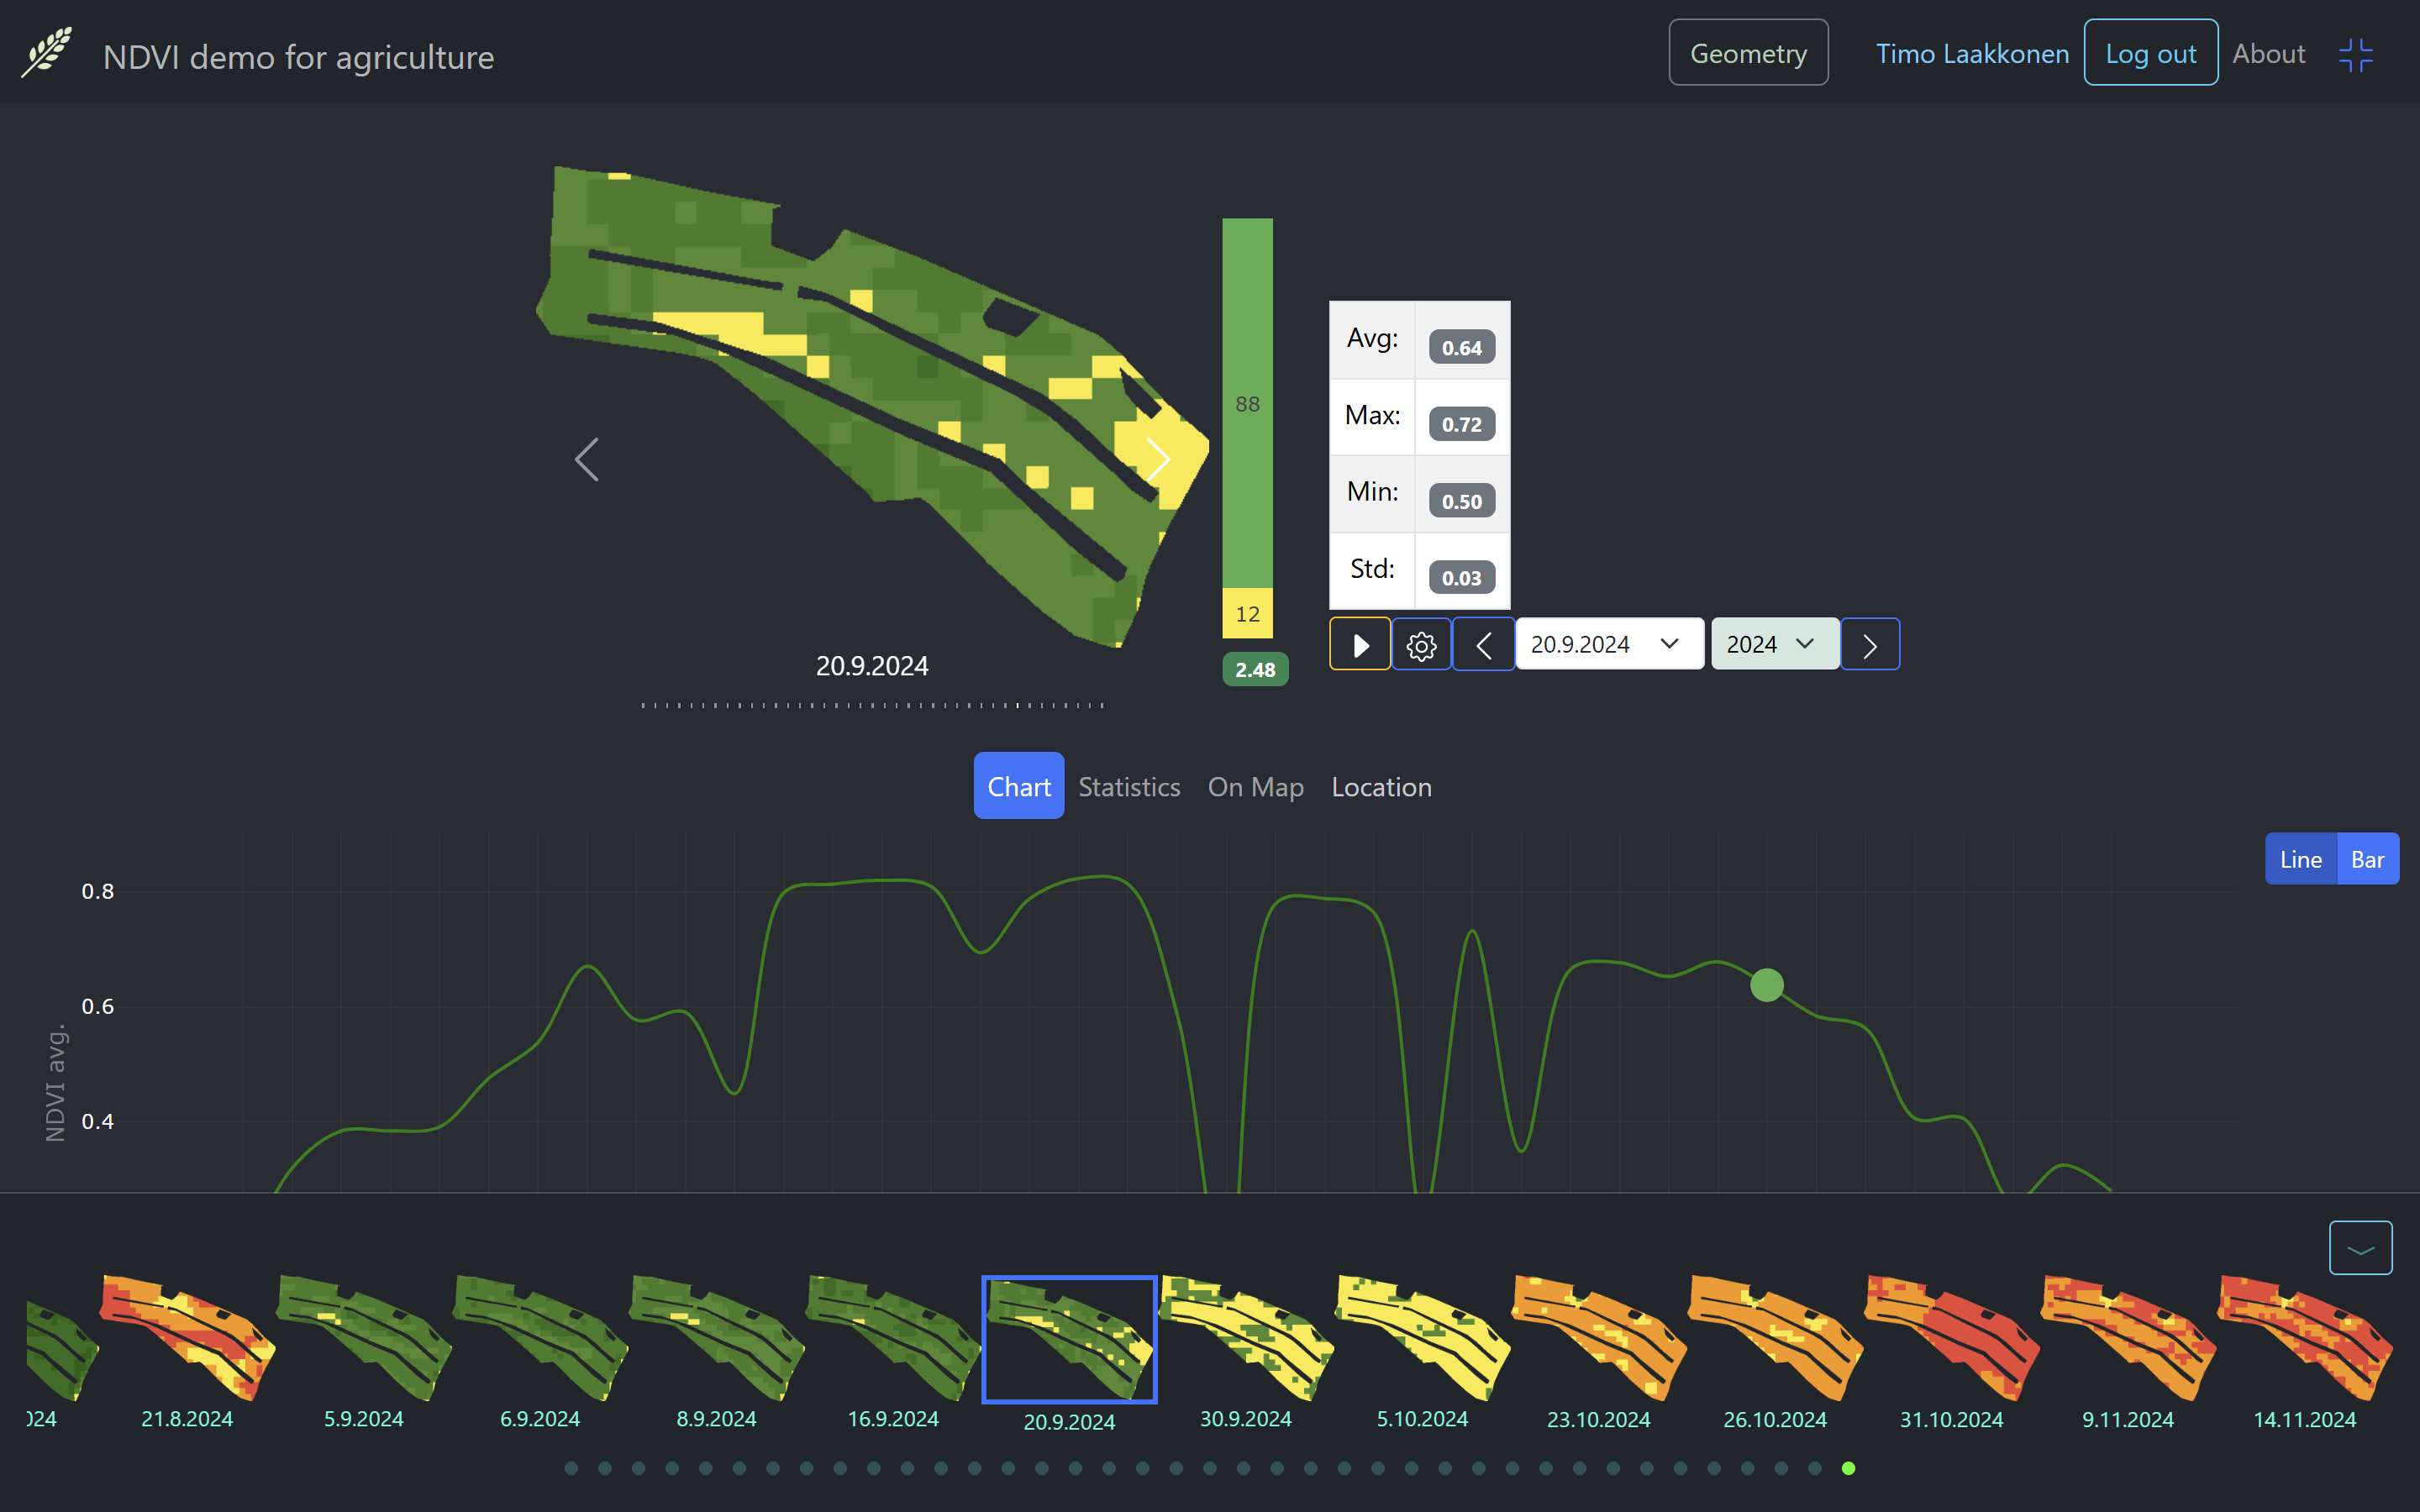 NDVI demo for agriculture
Geometry
Timo Laakkonen
Log out
About
88
12
2.48
Avg: 0.64
Max: 0.72
Min: 0.50
Std: 0.03
20.9.2024
2024
20.9.2024
Chart
Statistics
On Map
Location
Line
Bar
0.8
0.6
0.4
NDVI avg.
024
21.8.2024
5.9.2024
6.9.2024
8.9.2024
16.9.2024
20.9.2024
30.9.2024
5.10.2024
23.10.2024
26.10.2024
31.10.2024
9.11.2024
14.11.2024